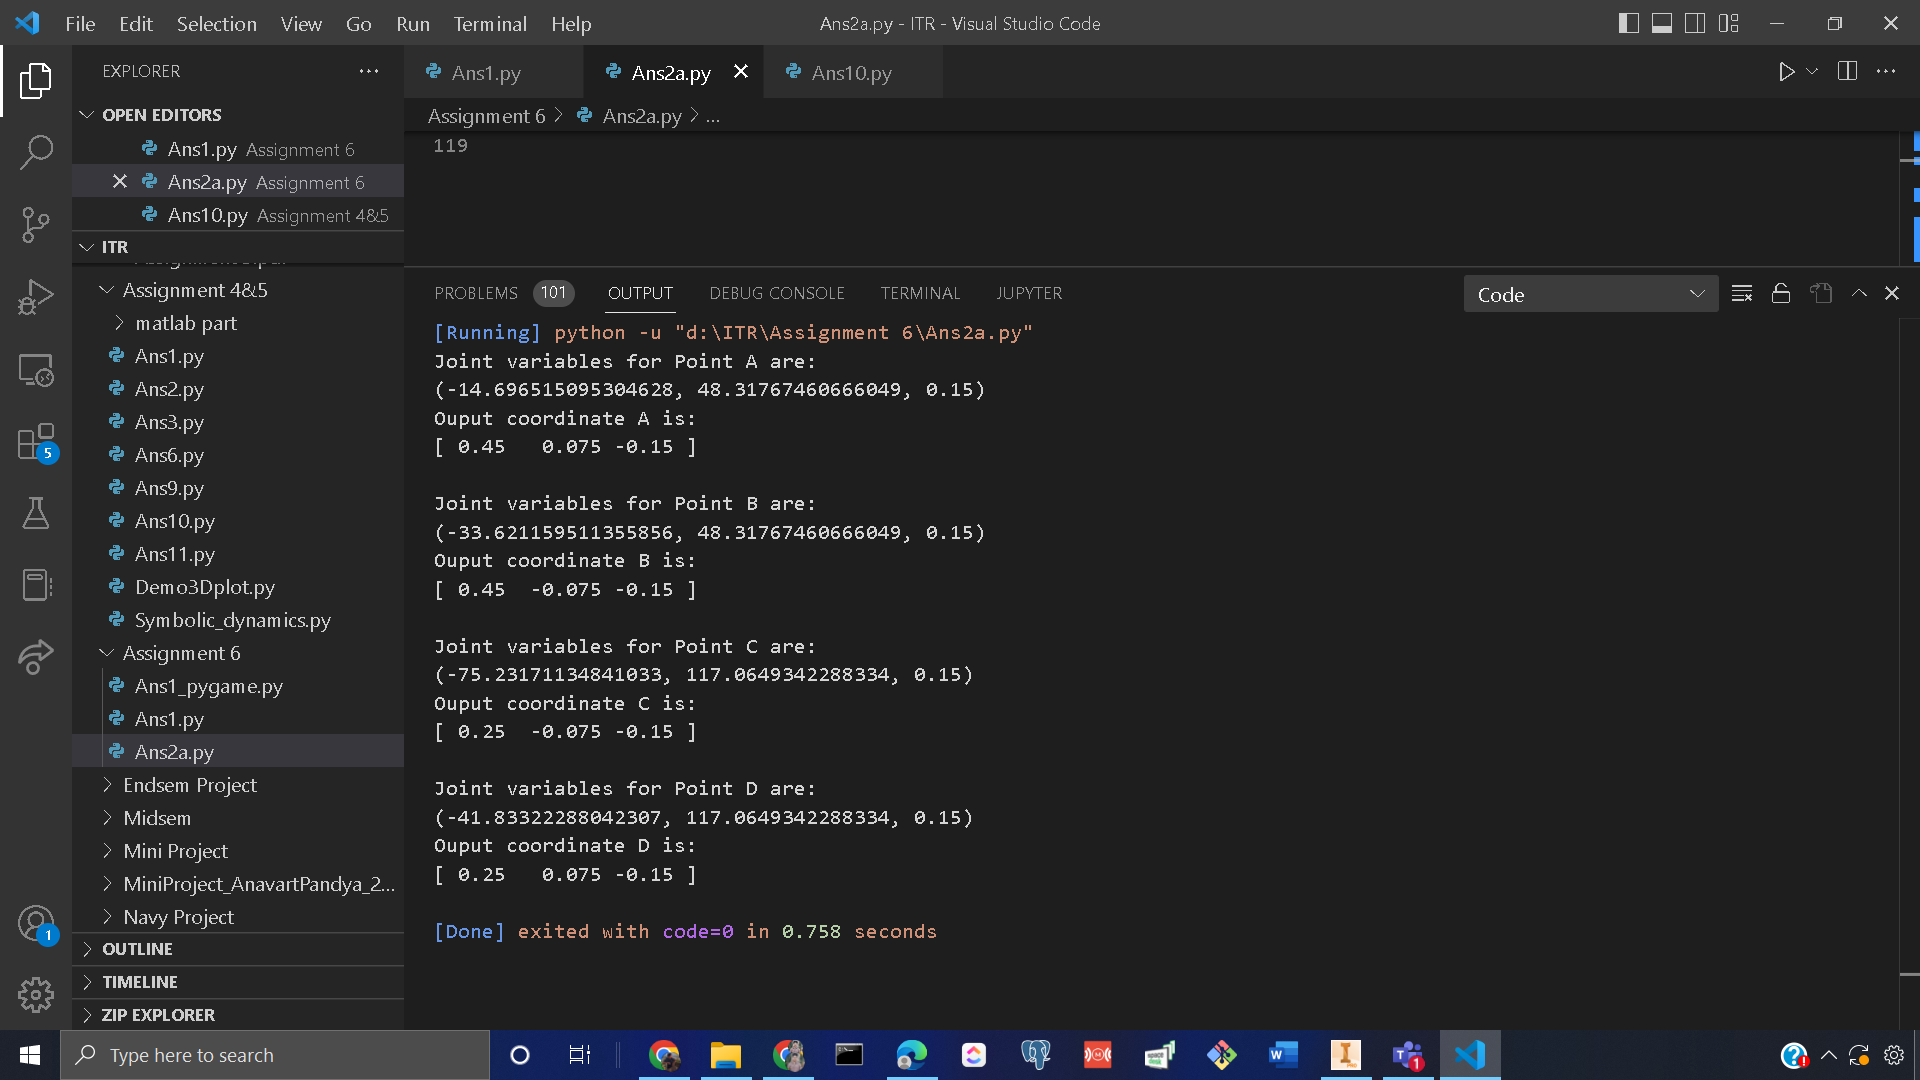 File Edit Selection View Go Run Terminal Help
Ans2a.py - ITR - Visual Studio Code
EXPLORER
Ans1.py
Ans2a.py
Ans10.py
OPEN EDITORS
Ans1.py Assignment 6
Ans2a.py Assignment 6
Ans10.py Assignment 4&5
ITR
Assignment 4&5
matlab part
Ans1.py
Ans2.py
Ans3.py
Ans6.py
Ans9.py
Ans10.py
Ans11.py
Demo3Dplot.py
Symbolic_dynamics.py
Assignment 6
Ans1_pygame.py
Ans1.py
Ans2a.py
Endsem Project
Midsem
Mini Project
MiniProject_AnavartPandya_2...
Navy Project
OUTLINE
TIMELINE
ZIP EXPLORER
5
1
Assignment 6 > Ans2a.py > ...
119
PROBLEMS 101 OUTPUT DEBUG CONSOLE TERMINAL JUPYTER
Code
[Running] python -u "d:\ITR\Assignment 6\Ans2a.py"
Joint variables for Point A are:
(-14.696515095304628, 48.31767460666049, 0.15)
Ouput coordinate A is:
[ 0.45 0.075 -0.15 ]
Joint variables for Point B are:
(-33.621159511355856, 48.31767460666049, 0.15)
Ouput coordinate B is:
[ 0.45 -0.075 -0.15 ]
Joint variables for Point C are:
(-75.23171134841033, 117.0649342288334, 0.15)
Ouput coordinate C is:
[ 0.25 -0.075 -0.15 ]
Joint variables for Point D are:
(-41.83322288042307, 117.0649342288334, 0.15)
Ouput coordinate D is:
[ 0.25 0.075 -0.15 ]
[Done] exited with code=0 in 0.758 seconds
Type here to search